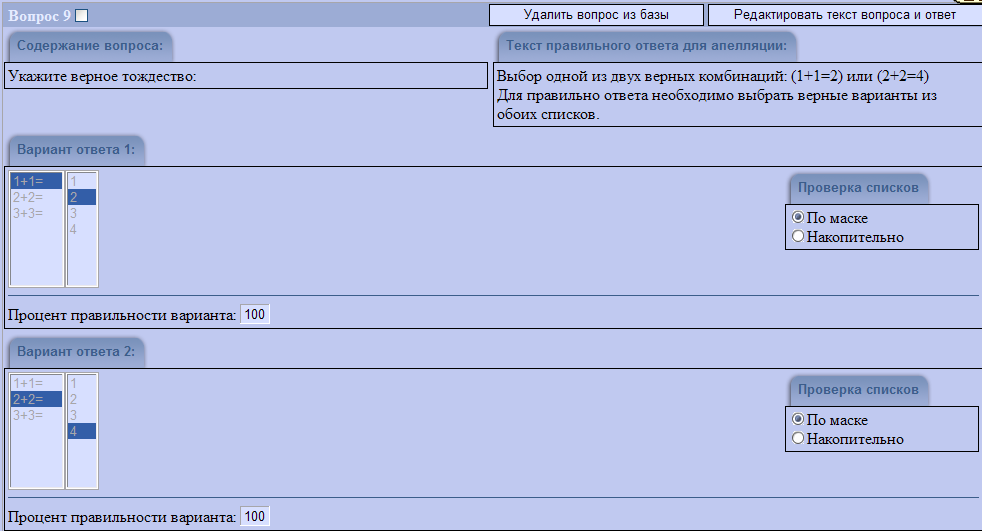 Вопрос 9
Удалить вопрос из базы
Редактировать текст вопроса и ответ
Содержание вопроса:
Текст правильного ответа для апелляции:
Укажите верное тождество:
Выбор одной из двух верных комбинаций: (1+1=2) или (2+2=4)
Для правильно ответа необходимо выбрать верные варианты из
обоих списков.
Вариант ответа 1:
1+1=
2+2=
3+3=
1
2
3
4
Проверка списков
По маске
Накопительно
Процент правильности варианта: 100
Вариант ответа 2:
1+1=
2+2=
3+3=
1
2
3
4
Проверка списков
По маске
Накопительно
Процент правильности варианта: 100